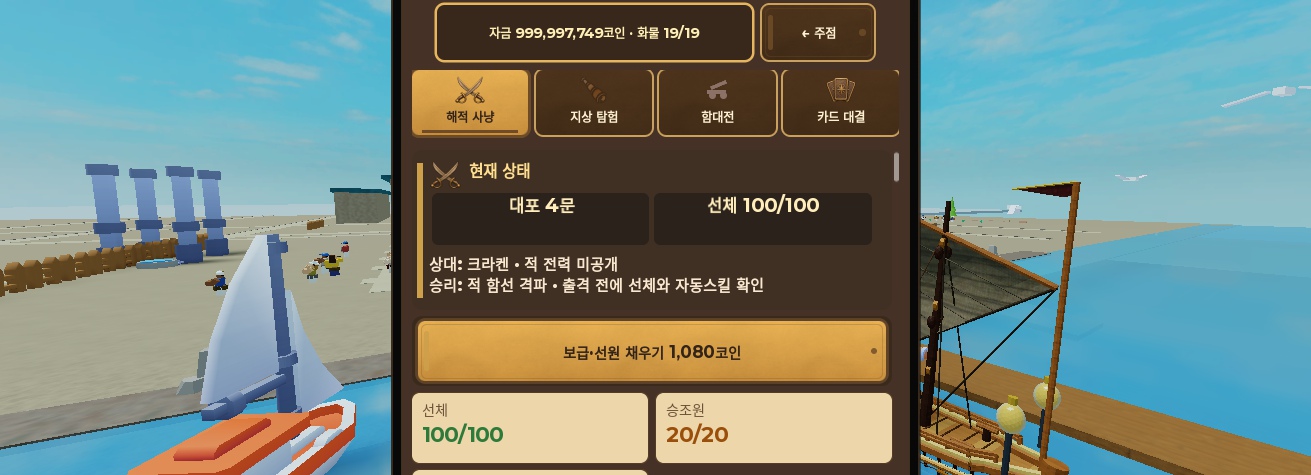 자금 999,997,749코인 · 화물 19/19
← 주점
해적 사냥
지상 탐험
함대전
카드 대결
현재 상태
대포 4문
선체 100/100
상대: 크라켄 · 적 전력 미공개
승리: 적 함선 격파 · 출격 전에 선체와 자동스킬 확인
보급·선원 채우기 1,080코인
선체
100/100
승조원
20/20